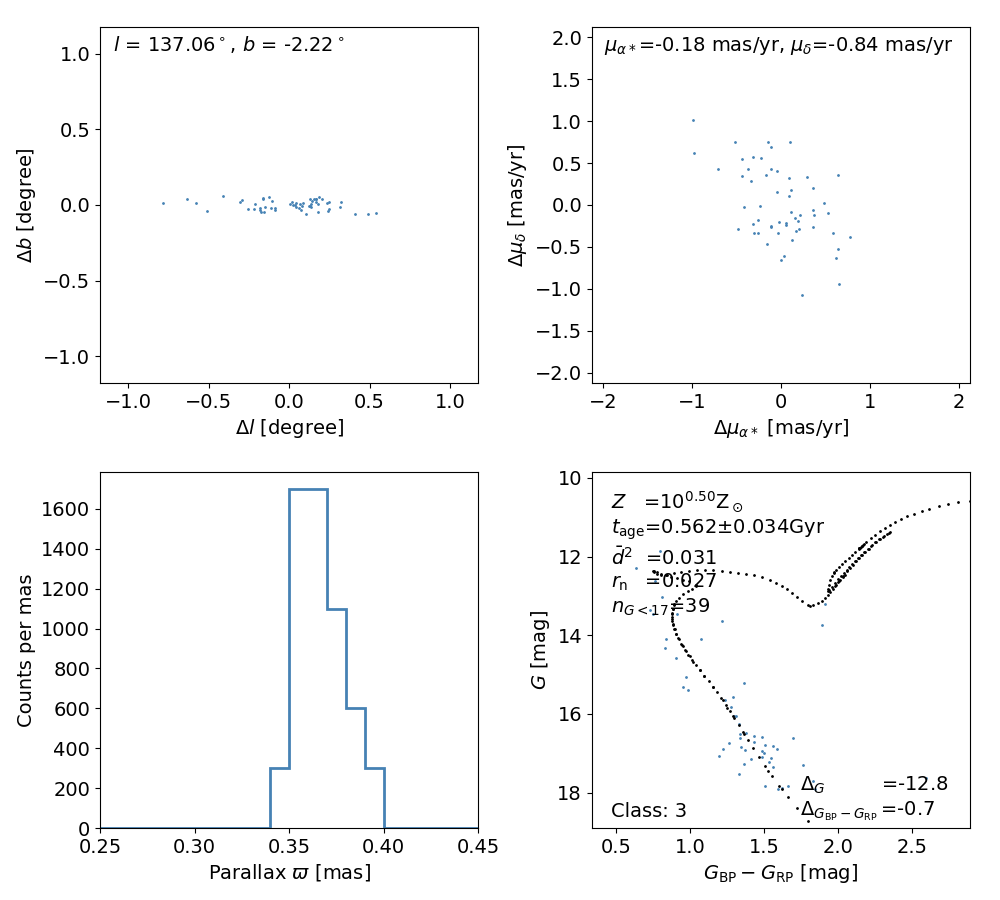 l = 137.06°, b = -2.22°
1.0
0.5
0.0
−0.5
−1.0
Δb [degree]
−1.0 −0.5 0.0 0.5 1.0
Δl [degree]
μα*=-0.18 mas/yr, μδ=-0.84 mas/yr
2.0
1.5
1.0
0.5
0.0
−0.5
−1.0
−1.5
−2.0
Δμδ [mas/yr]
−2 −1 0 1 2
Δμα* [mas/yr]
1600
1400
1200
1000
800
600
400
200
0
Counts per mas
0.25 0.30 0.35 0.40 0.45
Parallax ϖ [mas]
10
12
14
16
18
G [mag]
Z =10^0.50 Z⊙
t_age=0.562±0.034Gyr
d̄² =0.031
r_n =0.027
n_G<17=39
Δ_G =-12.8
Δ_GBP−GRP=-0.7
Class: 3
0.5 1.0 1.5 2.0 2.5
G_BP − G_RP [mag]